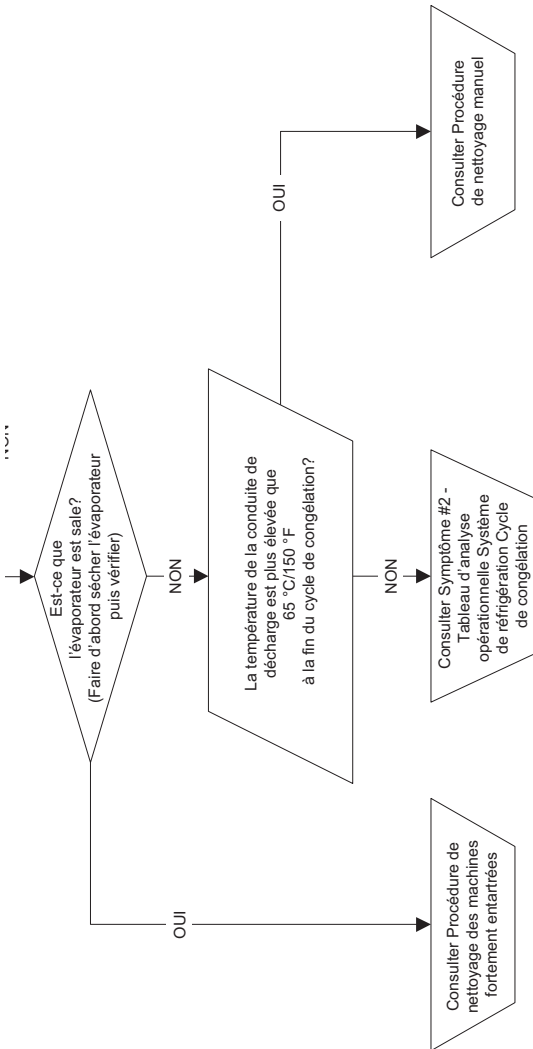 Est-ce que
l'évaporateur est sale?
(Faire d'abord sécher l'évaporateur
puis vérifier)
OUI
NON
La température de la conduite de
décharge est plus élevée que
65 °C/150 °F
à la fin du cycle de congélation?
OUI
NON
Consulter Procédure de
nettoyage des machines
fortement entartrées
Consulter Symptôme #2 -
Tableau d'analyse
opérationnelle Système
de réfrigération Cycle
de congélation
Consulter Procédure
de nettoyage manuel